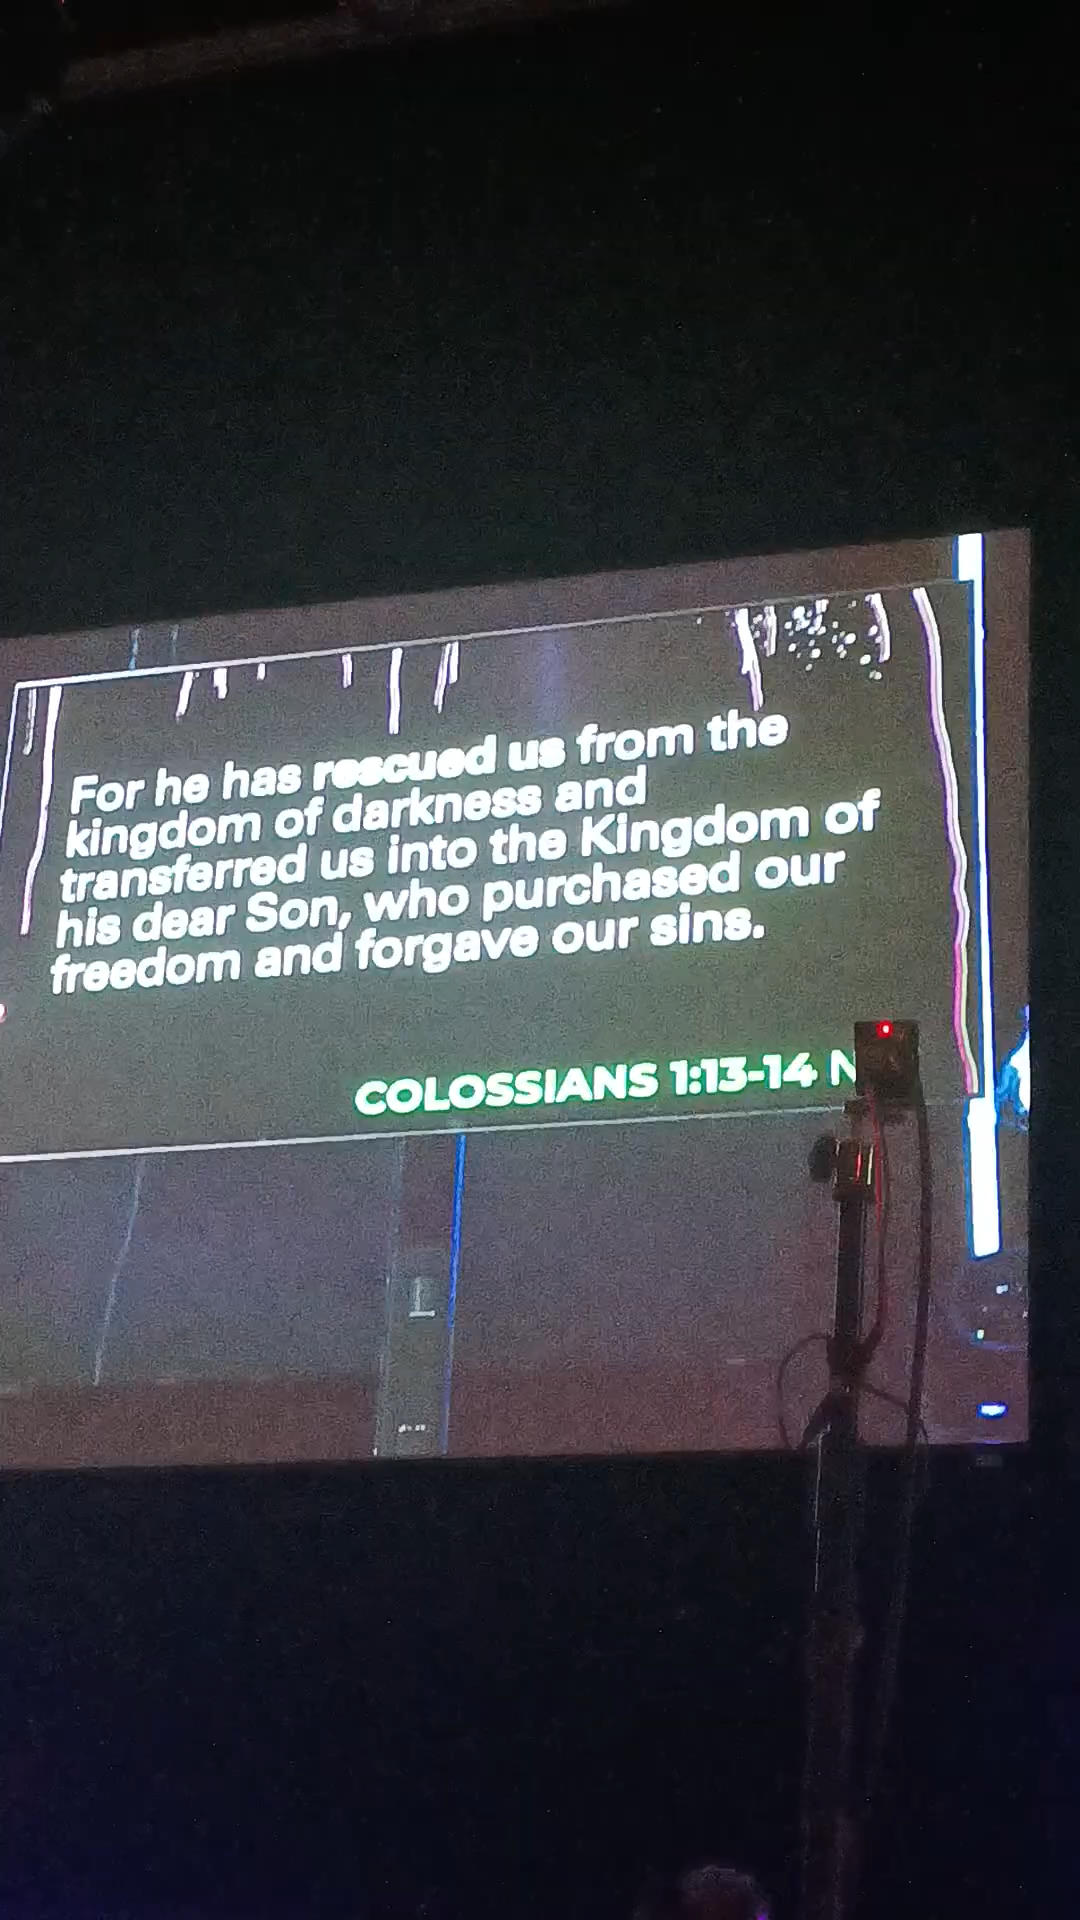 For he has rescued us from the
kingdom of darkness and
transferred us into the Kingdom of
his dear Son, who purchased our
freedom and forgave our sins.
COLOSSIANS 1:13-14 N